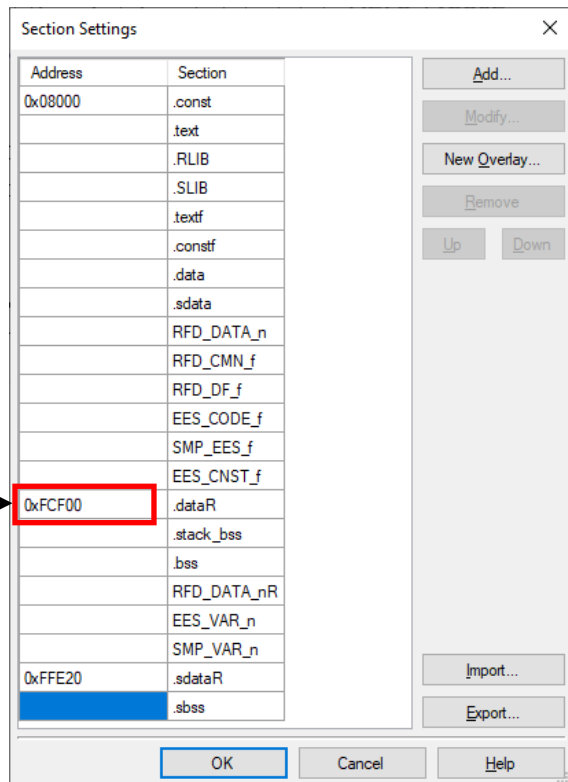 Section Settings
Address Section
0x08000 .const
.text
.RLIB
.SLIB
.textf
.constf
.data
.sdata
RFD_DATA_n
RFD_CMN_f
RFD_DF_f
EES_CODE_f
SMP_EES_f
EES_CNST_f
0xFCF00 .dataR
.stack_bss
.bss
RFD_DATA_nR
EES_VAR_n
SMP_VAR_n
0xFFE20 .sdataR
.sbss
Add...
Modify...
New Overlay...
Remove
Up Down
Import...
Export...
OK Cancel Help